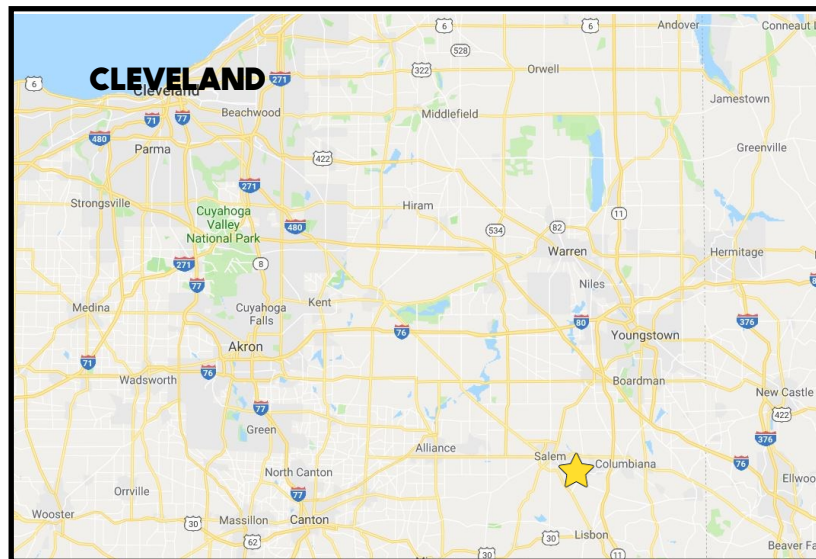 6
6
Andover
Conneaut L
528
CLEVELAND
Cleveland
271
322
Orwell
6
Beachwood
Middlefield
Jamestown
71
77
480
Parma
422
Greenville
271
Strongsville
Cuyahoga
Valley
National Park
Hiram
11
480
534
82
Warren
Hermitage
271
8
77
Niles
Medina
Cuyahoga
Falls
Kent
80
376
76
Youngstown
Akron
71
76
Wadsworth
Boardman
New Castle
77
422
Green
376
Alliance
Salem
Columbiana
76
North Canton
Ellwoo
Orrville
77
Wooster
30
Massillon
Canton
62
30
Lisbon
30
11
Beaver Fa